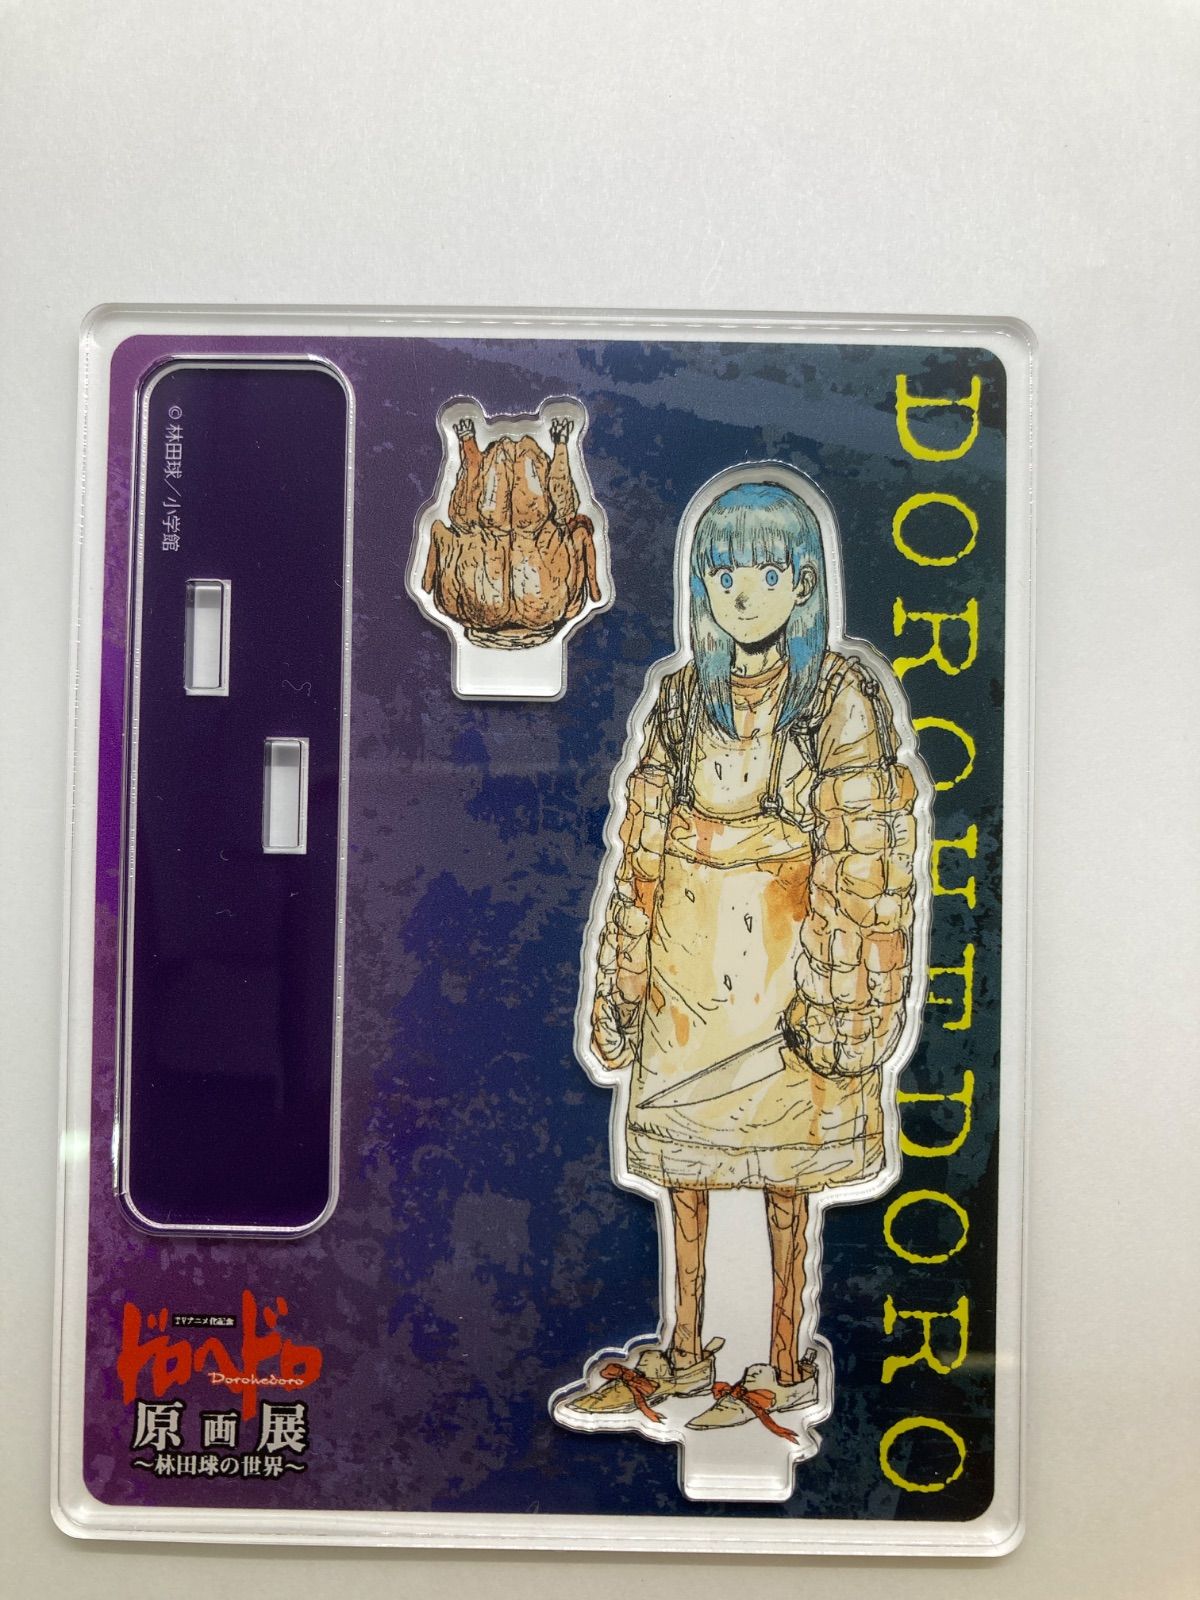 DOROHEDORO
©林田球/小学館
TVアニメ化記念
ドロヘドロ
Dorohedoro
原画展
～林田球の世界～